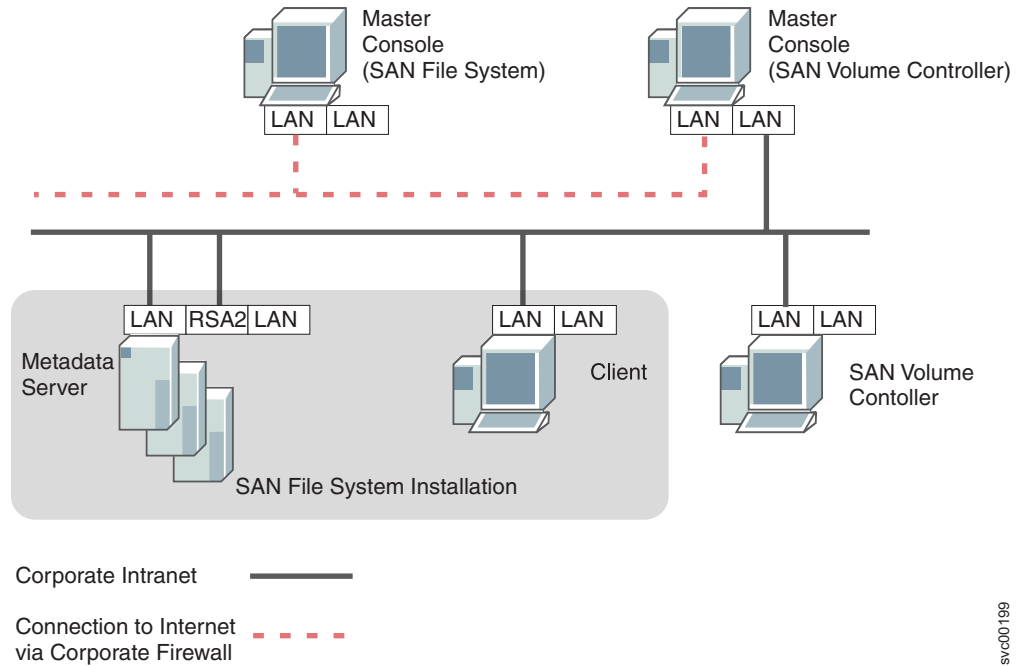 Master
Console
(SAN File System)
Master
Console
(SAN Volume Controller)
LAN LAN
LAN LAN
LAN RSA2 LAN
LAN LAN
LAN LAN
Metadata
Server
Client
SAN Volume
Contoller
SAN File System Installation
Corporate Intranet
Connection to Internet
via Corporate Firewall
svc00199